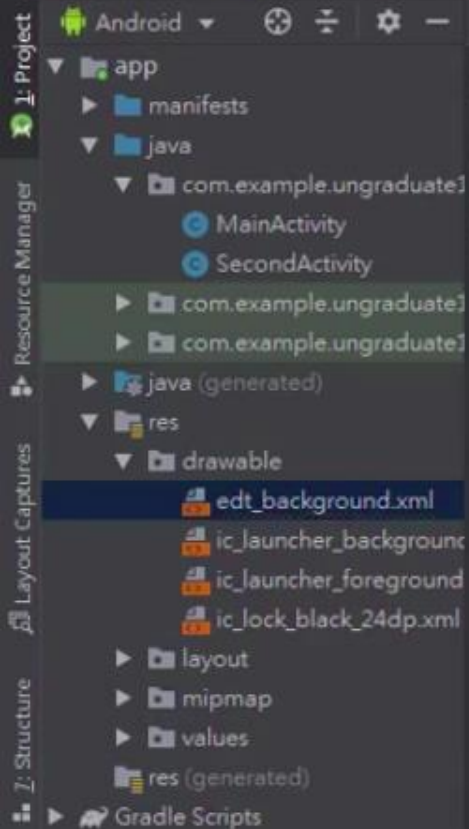 Android
app
manifests
java
com.example.ungraduate1
MainActivity
SecondActivity
com.example.ungraduate1
com.example.ungraduate1
java (generated)
res
drawable
edt_background.xml
ic_launcher_background
ic_launcher_foreground
ic_lock_black_24dp.xml
layout
mipmap
values
res (generated)
Gradle Scripts
1: Project
Resource Manager
Layout Captures
7: Structure